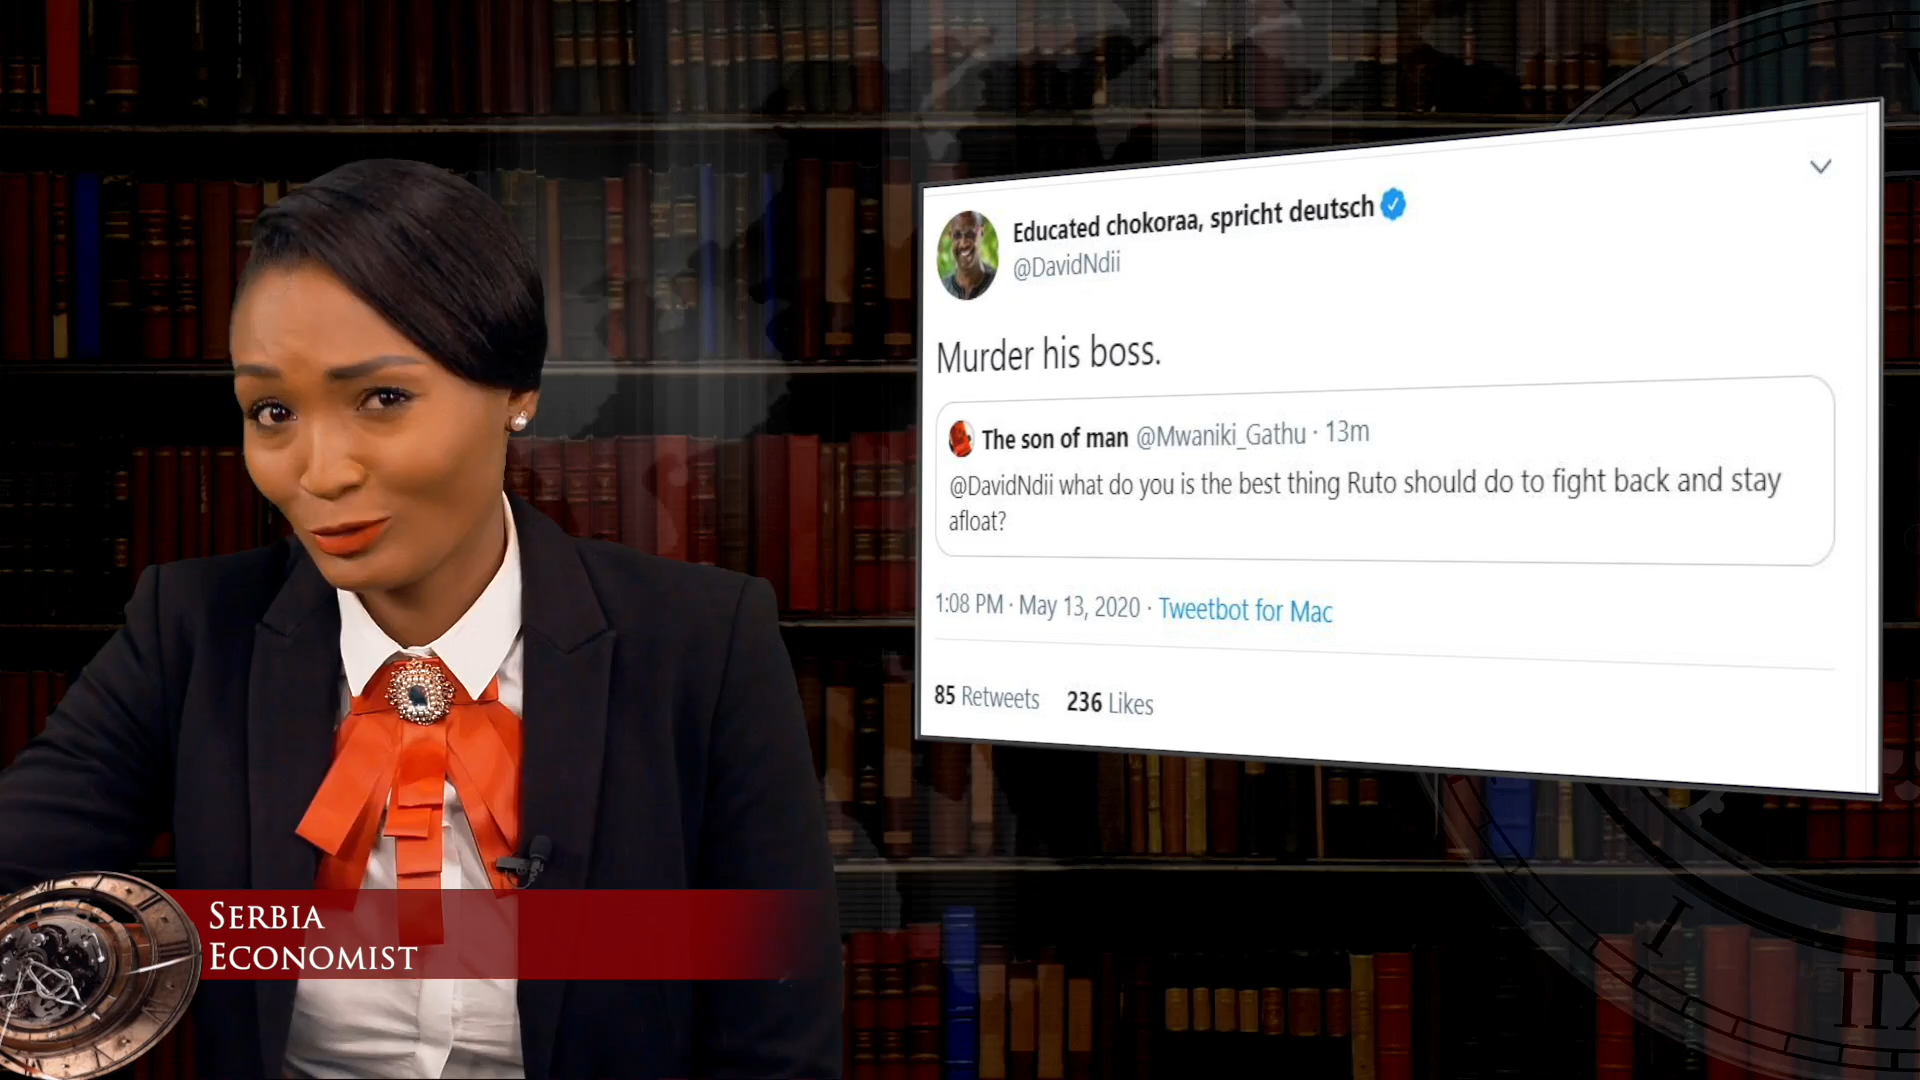 Educated chokoraa, spricht deutsch
@DavidNdii
Murder his boss.
The son of man @Mwaniki_Gathu · 13m
@DavidNdii what do you is the best thing Ruto should do to fight back and stay
afloat?
1:08 PM · May 13, 2020 · Tweetbot for Mac
85 Retweets 236 Likes
SERBIA
ECONOMIST
I
IIX